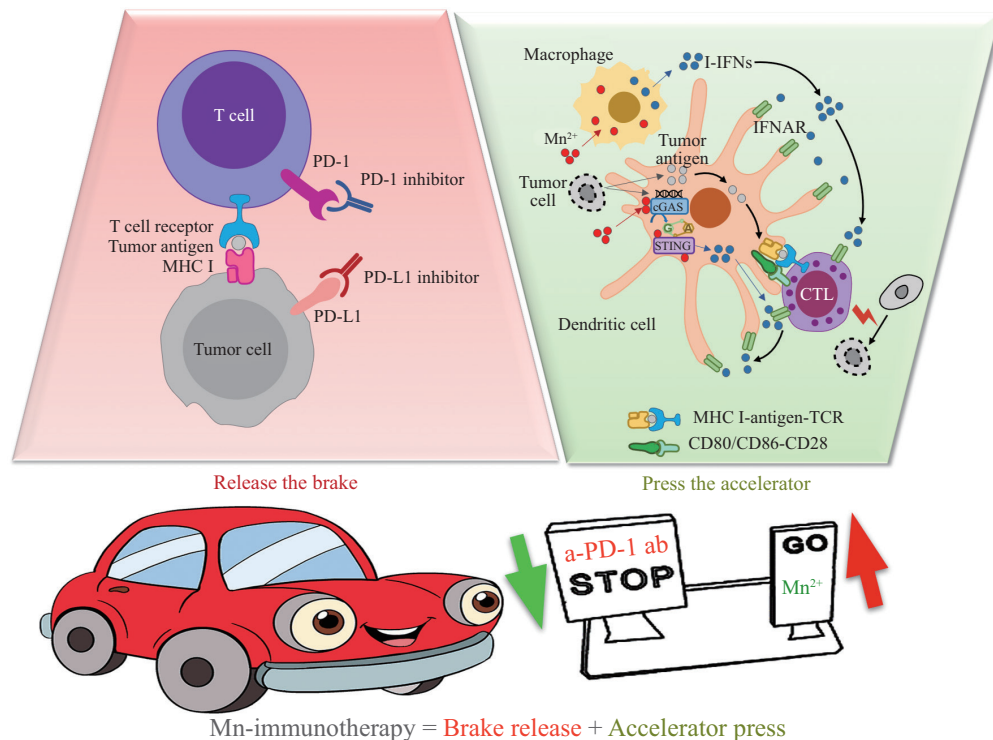 T cell
PD-1
PD-1 inhibitor
T cell receptor
Tumor antigen
MHC I
PD-L1 inhibitor
PD-L1
Tumor cell
Release the brake
Macrophage
I-IFNs
IFNAR
Mn²⁺
Tumor
antigen
Tumor
cell
cGAS
G
A
STING
CTL
Dendritic cell
MHC I-antigen-TCR
CD80/CD86-CD28
Press the accelerator
a-PD-1 ab
STOP
GO
Mn²⁺
Mn-immunotherapy = Brake release + Accelerator press